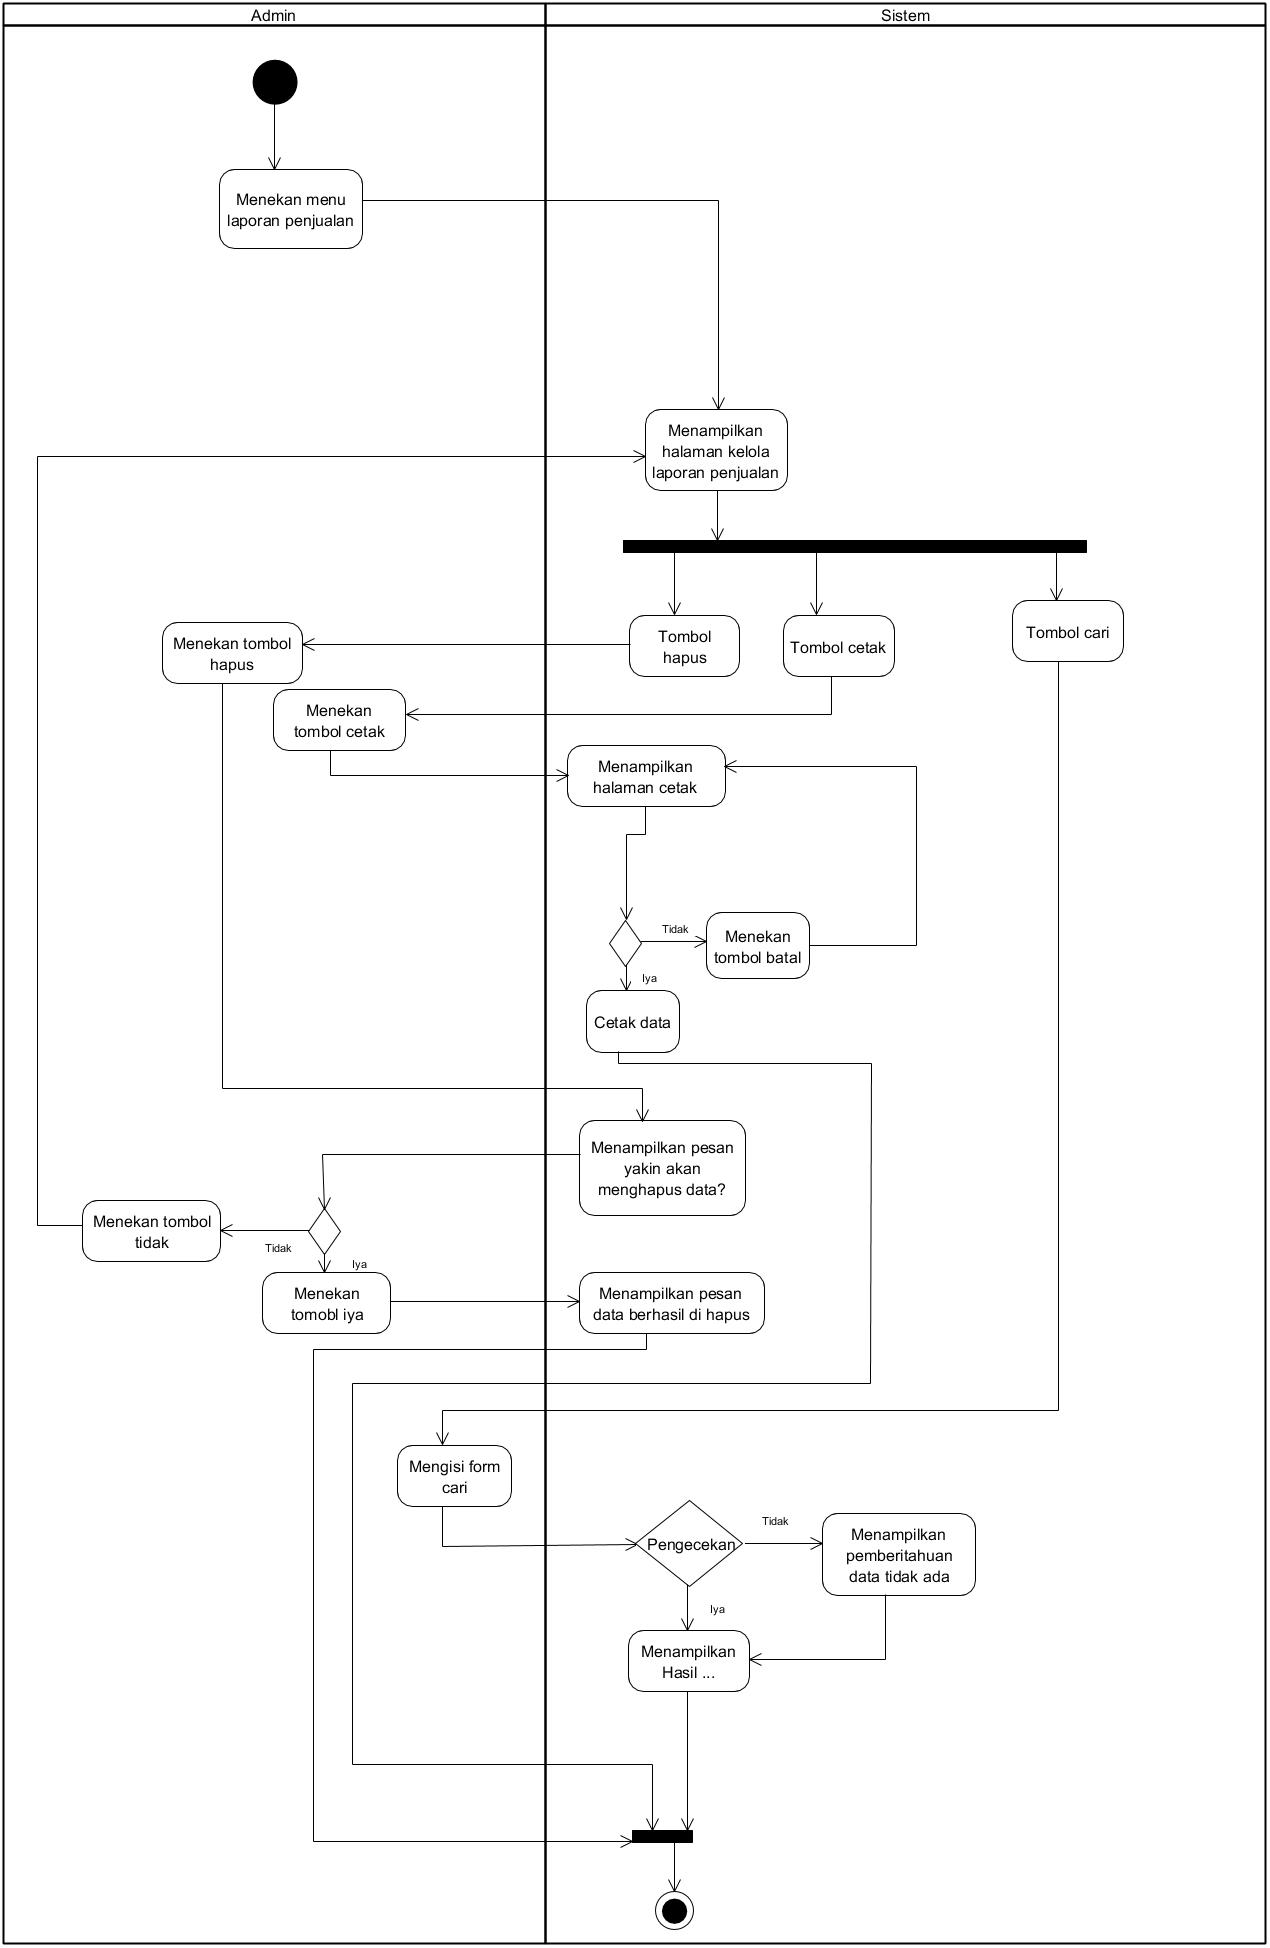 Admin
Sistem
Menekan menu
laporan penjualan
Menampilkan
halaman kelola
laporan penjualan
Tombol
hapus
Tombol cetak
Tombol cari
Menekan tombol
hapus
Menekan
tombol cetak
Menampilkan
halaman cetak
Tidak
Menekan
tombol batal
Iya
Cetak data
Menampilkan pesan
yakin akan
menghapus data?
Menekan tombol
tidak
Tidak
Iya
Menekan
tomobl iya
Menampilkan pesan
data berhasil di hapus
Mengisi form
cari
Pengecekan
Tidak
Menampilkan
pemberitahuan
data tidak ada
Iya
Menampilkan
Hasil ...